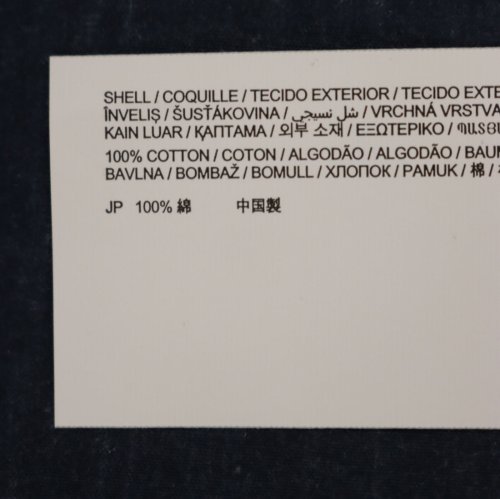 SHELL / COQUILLE / TECIDO EXTERIOR / TECIDO EXTE
ÎNVELIȘ / ŠUSŤÁKOVINA / شل نسيجي / VRCHNÁ VRSTVA
KAIN LUAR / ҚАПТАМА / 외부 소재 / ΕΞΩΤΕΡΙΚΟ /
100% COTTON / COTON / ALGODÃO / ALGODÃO / BAUM
BAVLNA / BOMBAŽ / BOMULL / ХЛОПОК / PAMUK / 棉 /
JP 100% 綿 中国製